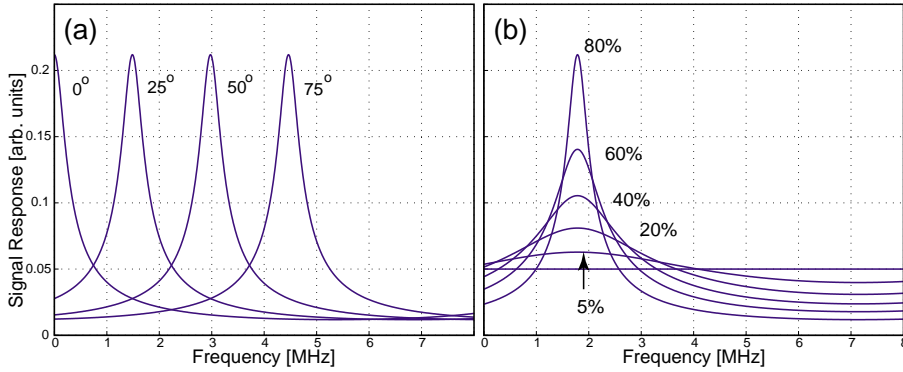 (a)
0°
25°
50°
75°
0.2
0.15
0.1
0.05
0
0 1 2 3 4 5 6 7
Signal Response [arb. units]
Frequency [MHz]
(b)
80%
60%
40%
20%
5%
0 1 2 3 4 5 6 7 8
Frequency [MHz]